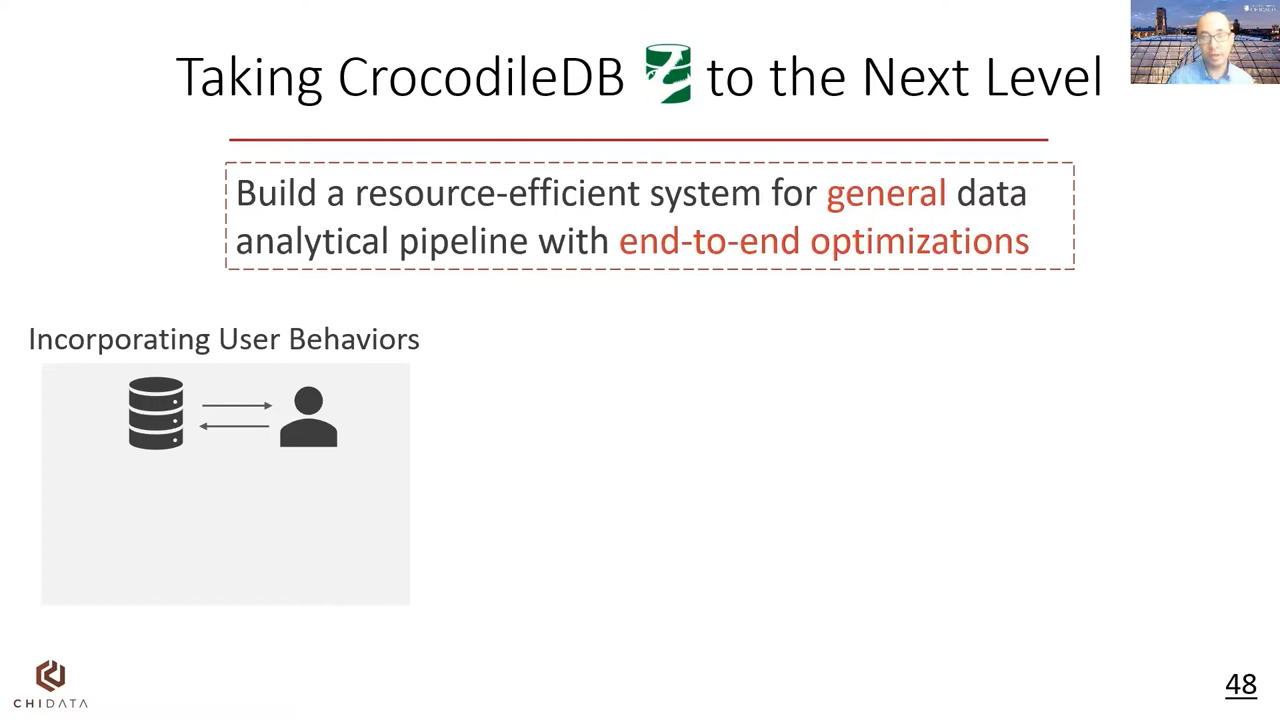 Taking CrocodileDB to the Next Level
Build a resource-efficient system for general data
analytical pipeline with end-to-end optimizations
Incorporating User Behaviors
CHIDATA
48